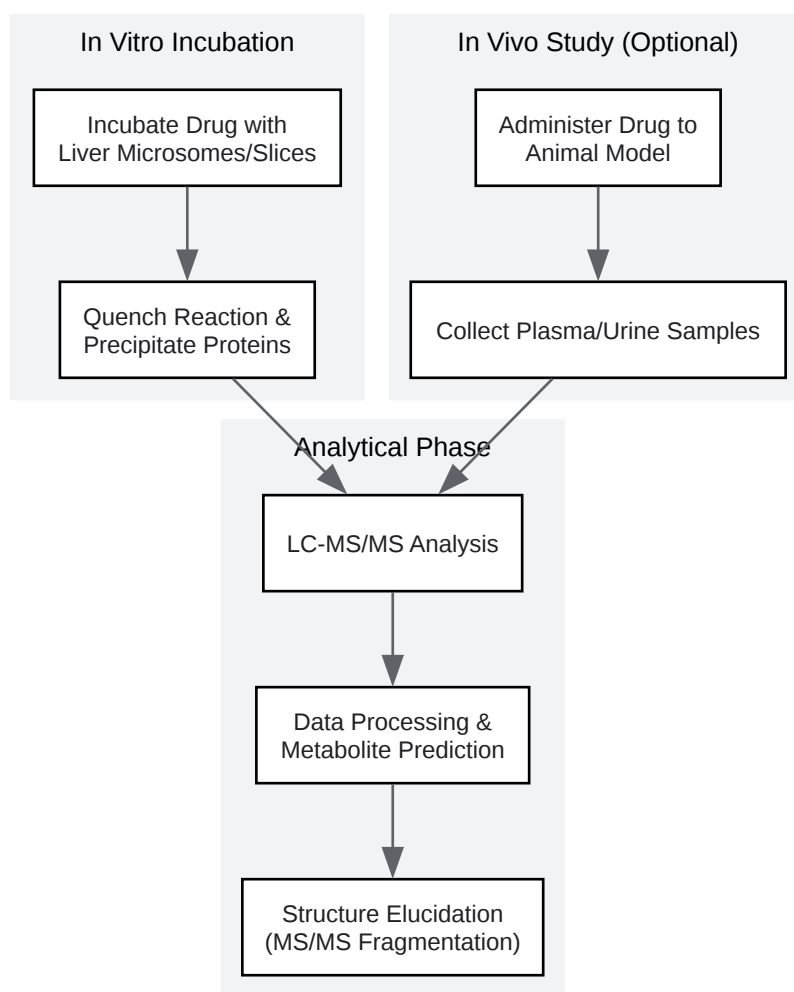 In Vitro Incubation
Incubate Drug with
Liver Microsomes/Slices
Quench Reaction &
Precipitate Proteins
In Vivo Study (Optional)
Administer Drug to
Animal Model
Collect Plasma/Urine Samples
Analytical Phase
LC-MS/MS Analysis
Data Processing &
Metabolite Prediction
Structure Elucidation
(MS/MS Fragmentation)